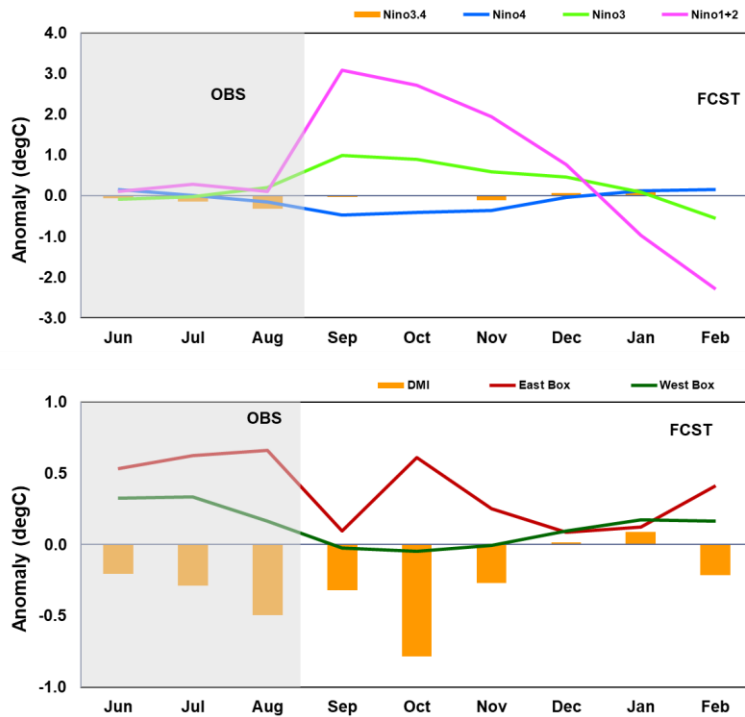 Nino3.4 Nino4 Nino3 Nino1+2
4.0
3.0
2.0
1.0
0.0
-1.0
-2.0
-3.0
Anomaly (degC)
OBS FCST
Jun Jul Aug Sep Oct Nov Dec Jan Feb
DMI East Box West Box
1.0
0.5
0.0
-0.5
-1.0
Anomaly (degC)
OBS FCST
Jun Jul Aug Sep Oct Nov Dec Jan Feb